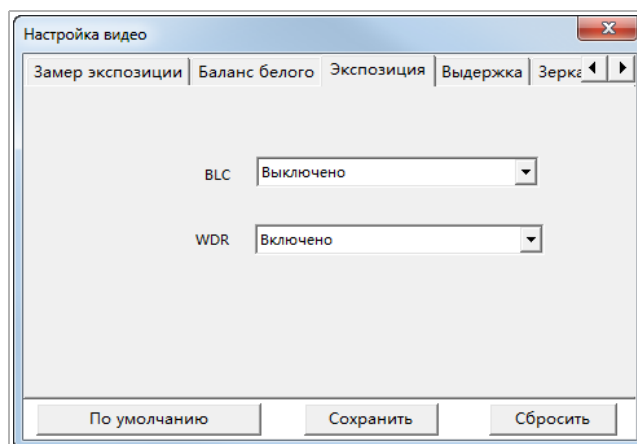 Настройка видео
Замер экспозиции Баланс белого Экспозиция Выдержка Зерка
BLC Выключено
WDR Включено
По умолчанию Сохранить Сбросить